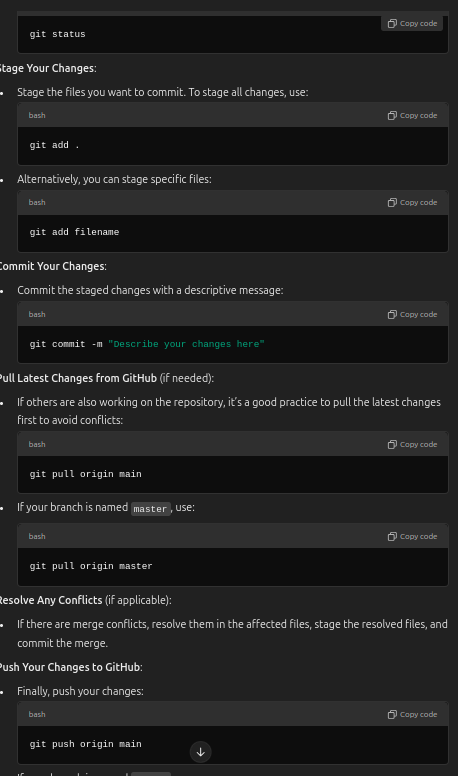 Copy code
git status
Stage Your Changes:
Stage the files you want to commit. To stage all changes, use:
bash Copy code
git add .
Alternatively, you can stage specific files:
bash Copy code
git add filename
Commit Your Changes:
Commit the staged changes with a descriptive message:
bash Copy code
git commit -m "Describe your changes here"
Pull Latest Changes from GitHub (if needed):
If others are also working on the repository, it's a good practice to pull the latest changes
first to avoid conflicts:
bash Copy code
git pull origin main
If your branch is named master, use:
bash Copy code
git pull origin master
Resolve Any Conflicts (if applicable):
If there are merge conflicts, resolve them in the affected files, stage the resolved files, and
commit the merge.
Push Your Changes to GitHub:
Finally, push your changes:
bash Copy code
git push origin main